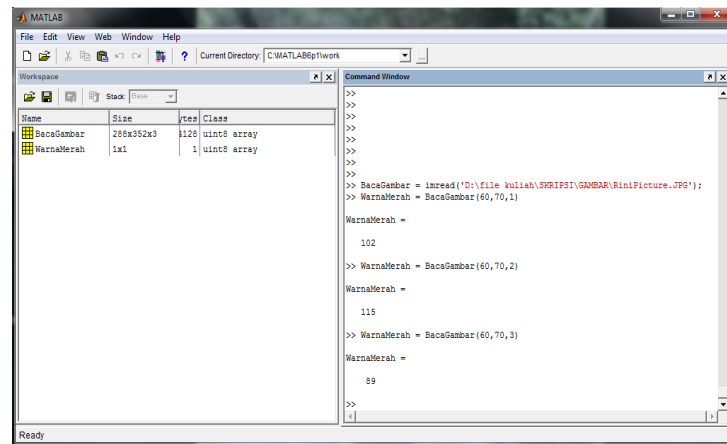 MATLAB
File Edit View Web Window Help
Current Directory: C:\MATLAB6p1\work
Workspace
Stack: Base
Name Size ytes Class
BacaGambar 288x352x3 4128 uint8 array
WarnaMerah 1x1 1 uint8 array
Command Window
>>
>>
>>
>>
>>
>>
>>
>>
>> BacaGambar = imread('D:\file kuliah\SKRIPSI\GAMBAR\RiniPicture.JPG');
>> WarnaMerah = BacaGambar(60,70,1)
WarnaMerah =
102
>> WarnaMerah = BacaGambar(60,70,2)
WarnaMerah =
115
>> WarnaMerah = BacaGambar(60,70,3)
WarnaMerah =
89
>>
Ready